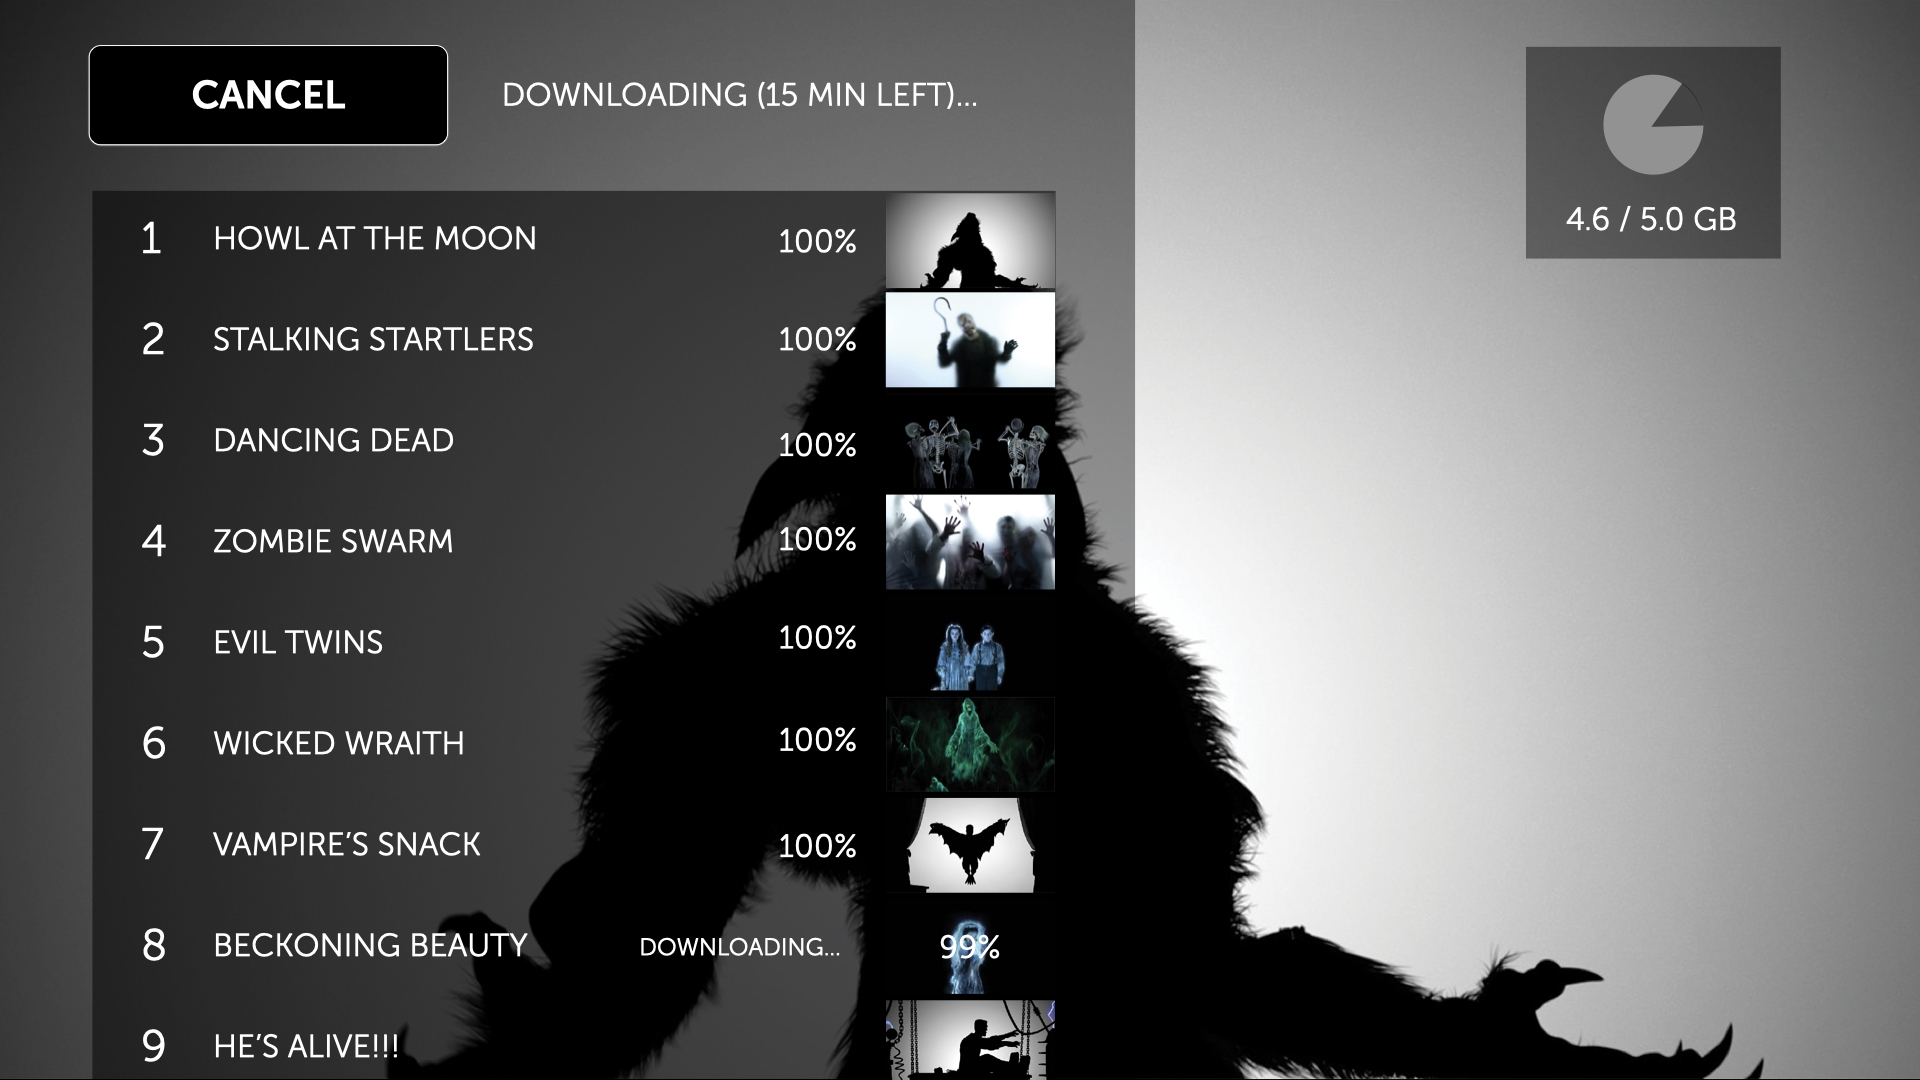 CANCEL
DOWNLOADING (15 MIN LEFT)...
4.6 / 5.0 GB
1 HOWL AT THE MOON 100%
2 STALKING STARTLERS 100%
3 DANCING DEAD 100%
4 ZOMBIE SWARM 100%
5 EVIL TWINS 100%
6 WICKED WRAITH 100%
7 VAMPIRE’S SNACK 100%
8 BECKONING BEAUTY DOWNLOADING... 99%
9 HE’S ALIVE!!!